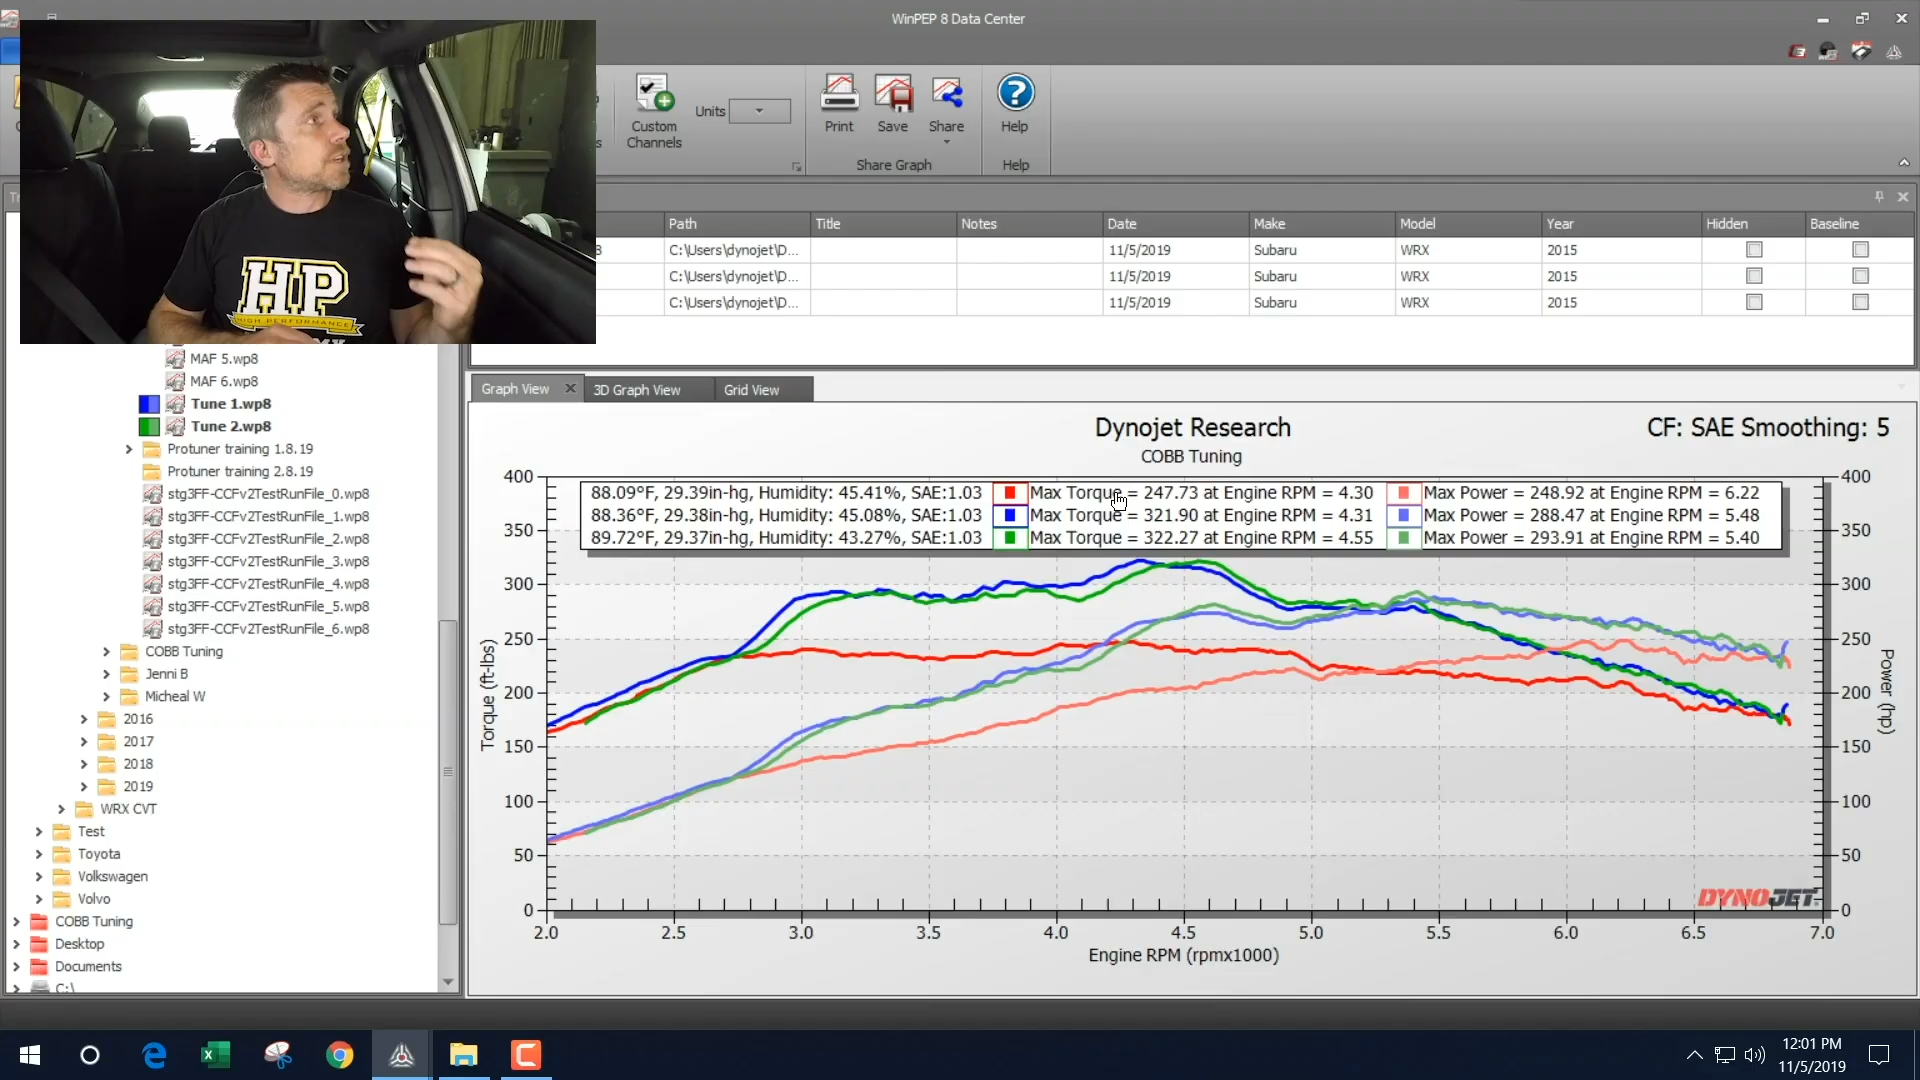 WinPEP 8 Data Center
Custom
Channels
Units
Print
Save
Share
Help
Share Graph
Help
HP
HIGH PERFORMANCE
Path
Title
Notes
Date
Make
Model
Year
Hidden
Baseline
C:\Users\dynojet\D...
11/5/2019
Subaru
WRX
2015
C:\Users\dynojet\D...
11/5/2019
Subaru
WRX
2015
C:\Users\dynojet\D...
11/5/2019
Subaru
WRX
2015
MAF 5.wp8
MAF 6.wp8
Tune 1.wp8
Tune 2.wp8
Protuner training 1.8.19
Protuner training 2.8.19
stg3FF-CCFv2TestRunFile_0.wp8
stg3FF-CCFv2TestRunFile_1.wp8
stg3FF-CCFv2TestRunFile_2.wp8
stg3FF-CCFv2TestRunFile_3.wp8
stg3FF-CCFv2TestRunFile_4.wp8
stg3FF-CCFv2TestRunFile_5.wp8
stg3FF-CCFv2TestRunFile_6.wp8
COBB Tuning
Jenni B
Micheal W
2016
2017
2018
2019
WRX CVT
Test
Toyota
Volkswagen
Volvo
COBB Tuning
Desktop
Documents
C:\
Graph View
3D Graph View
Grid View
Dynojet Research
CF: SAE Smoothing: 5
COBB Tuning
88.09°F, 29.39in-hg, Humidity: 45.41%, SAE:1.03 Max Torque = 247.73 at Engine RPM = 4.30 Max Power = 248.92 at Engine RPM = 6.22
88.36°F, 29.38in-hg, Humidity: 45.08%, SAE:1.03 Max Torque = 321.90 at Engine RPM = 4.31 Max Power = 288.47 at Engine RPM = 5.48
89.72°F, 29.37in-hg, Humidity: 43.27%, SAE:1.03 Max Torque = 322.27 at Engine RPM = 4.55 Max Power = 293.91 at Engine RPM = 5.40
400
350
300
250
200
150
100
50
0
Torque (ft-lbs)
400
350
300
250
200
150
100
50
0
Power (hp)
DYNOJET
2.0 2.5 3.0 3.5 4.0 4.5 5.0 5.5 6.0 6.5 7.0
Engine RPM (rpmx1000)
12:01 PM
11/5/2019